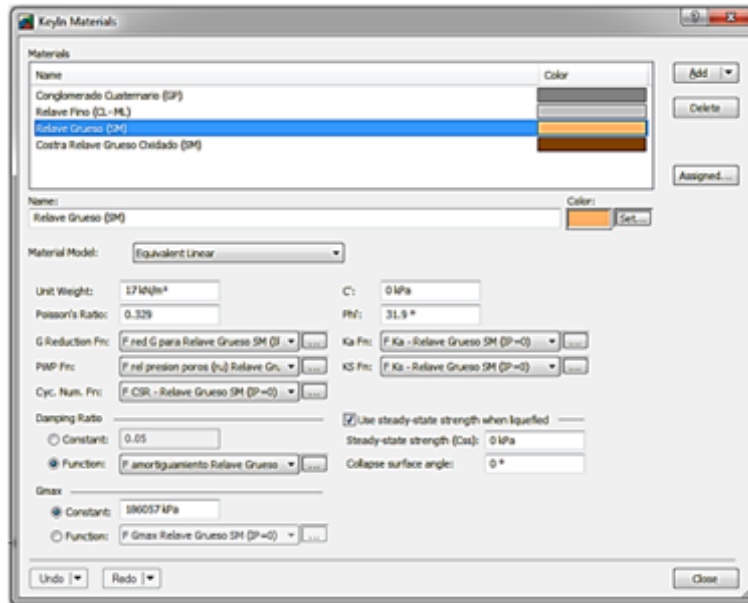 KeyIn Materials
Materials
Name Color
Conglomerado Cuaternario (GP)
Relave Fino (CL-ML)
Relave Grueso (SM)
Costra Relave Grueso Oxidado (SM)
Add
Delete
Assigned...
Name: Color:
Relave Grueso (SM) Set...
Material Model: Equivalent Linear
Unit Weight: 17 kN/m³ C': 0 kPa
Poisson's Ratio: 0.329 Phi': 31.9 °
G Reduction Fn: F red G para Relave Grueso SM (IP ... Ka Fn: F Ka - Relave Grueso SM (IP=0) ...
PWP Fn: F rel presion poros (ru) Relave Gru. ... KS Fn: F Ks - Relave Grueso SM (IP=0) ...
Cyc. Num. Fn: F CSR - Relave Grueso SM (IP=0) ...
Damping Ratio Use steady-state strength when liquefied
Constant: 0.05 Steady-state strength (Css): 0 kPa
Function: F amortiguamiento Relave Grueso ... Collapse surface angle: 0 °
Gmax
Constant: 186057 kPa
Function: F Gmax Relave Grueso SM (IP=0) ...
Undo Redo Close